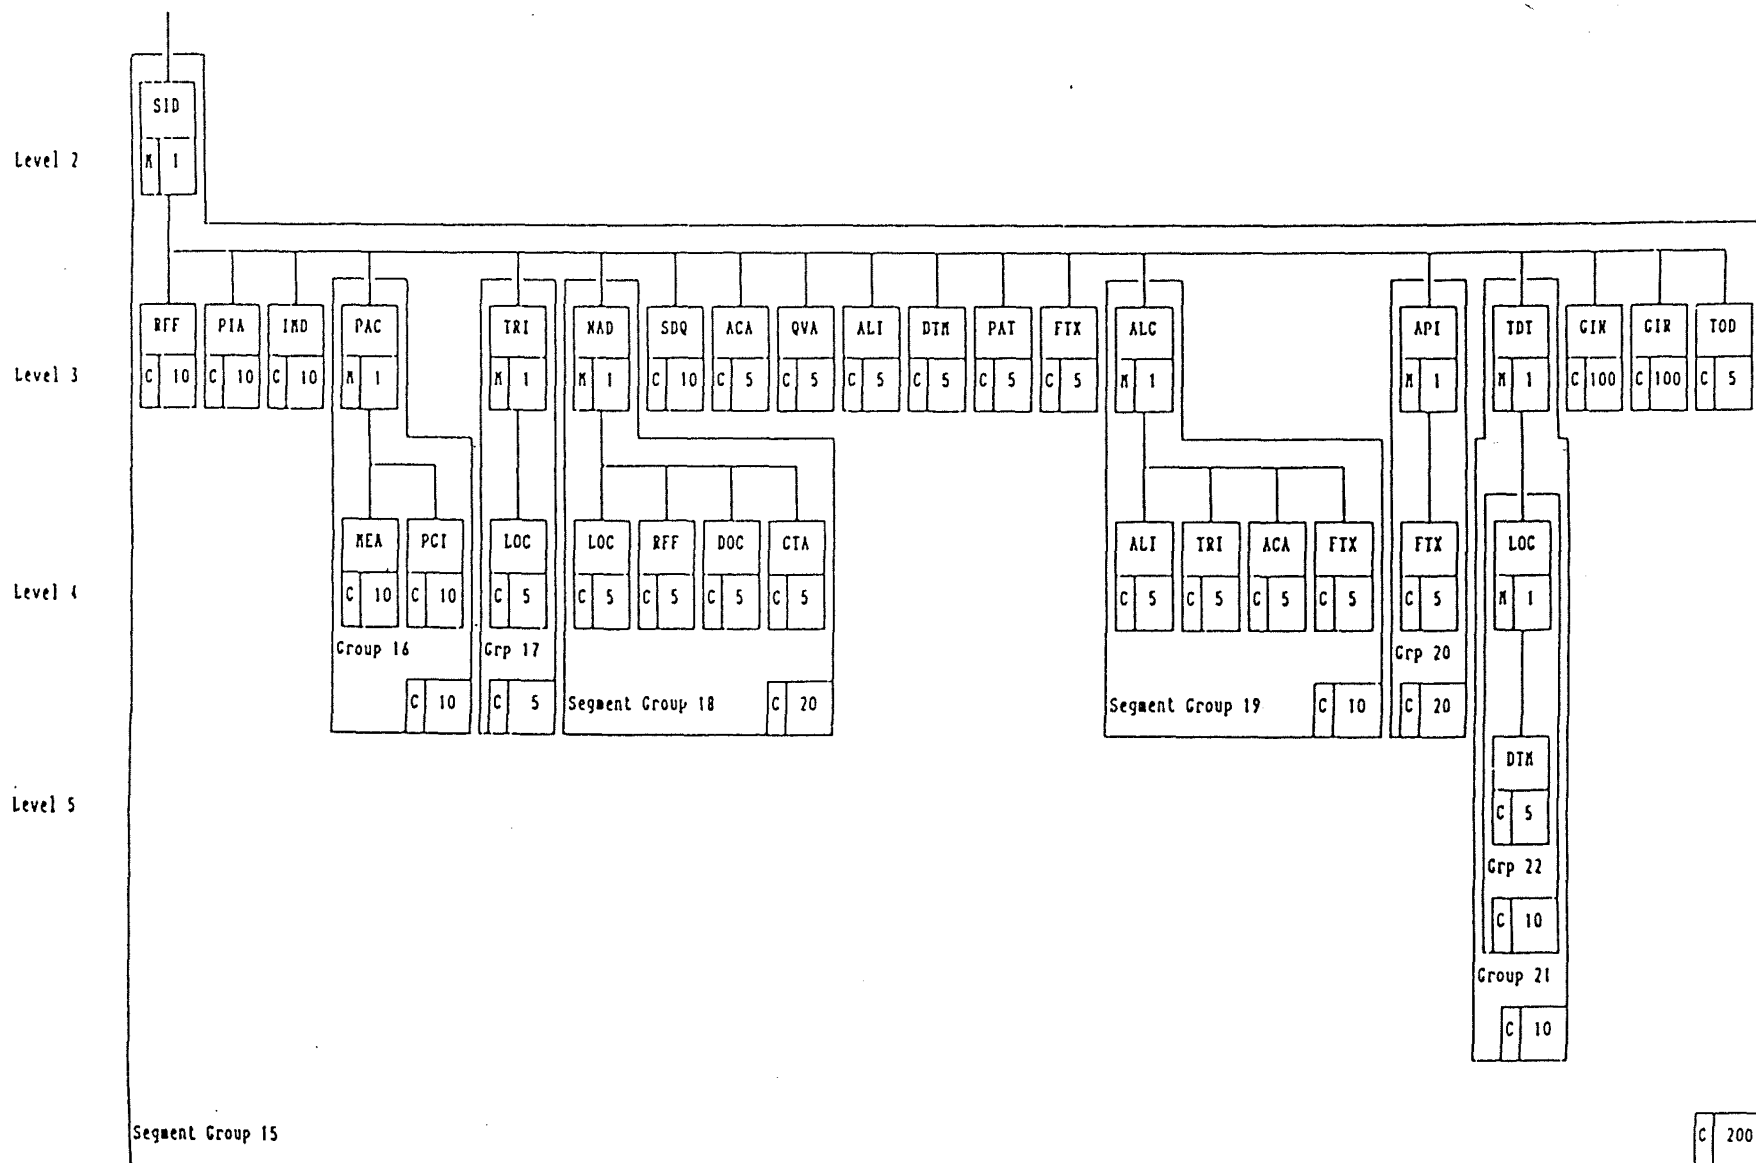 SID
Level 2
M 1
RFF PIA IMD PAC TRI NAD SDQ ACA QVA ALI DTM PAT FTX ALC API TDT GIN GIR TOD
Level 3
C 10 C 10 C 10 M 1 M 1 M 1 C 10 C 5 C 5 C 5 C 5 C 5 C 5 M 1 M 1 M 1 C 100 C 100 C 5
MEA PCI LOC LOC RFF DOC CTA ALI TRI ACA FTX FTX LOC
Level 4
C 10 C 10 C 5 C 5 C 5 C 5 C 5 C 5 C 5 C 5 C 5 C 5 M 1
Group 16 Grp 17 Grp 20
C 10 C 5 Segment Group 18 C 20 Segment Group 19 C 10 C 20
DTM
Level 5
C 5
Grp 22
C 10
Group 21
C 10
Segment Group 15 C 200